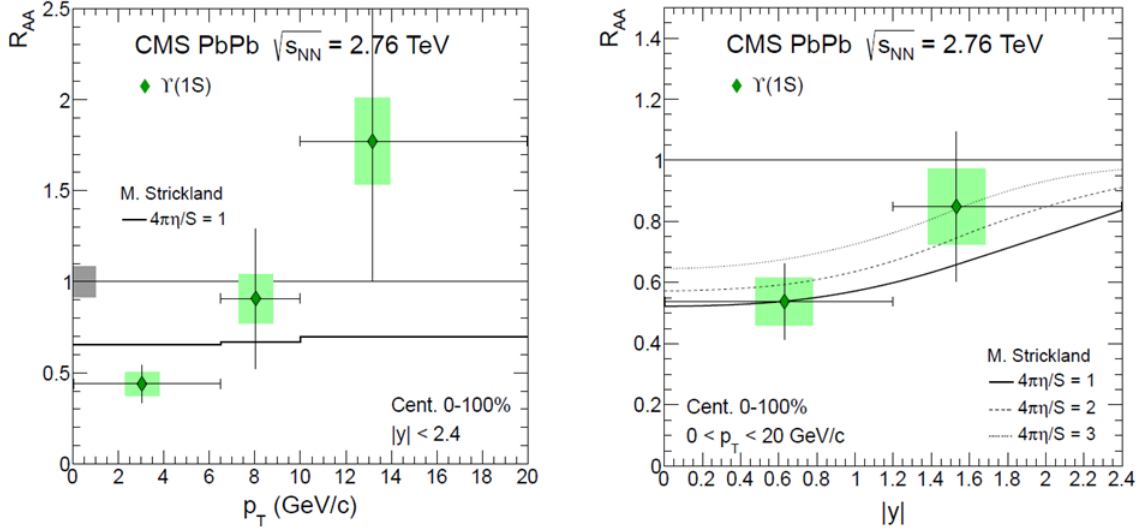 R_AA
2.5
2
1.5
1
0.5
0
CMS PbPb √s_NN = 2.76 TeV
ϒ(1S)
M. Strickland
4πη/S = 1
Cent. 0-100%
|y| < 2.4
0 2 4 6 8 10 12 14 16 18 20
p_T (GeV/c)
R_AA
1.4
1.2
1
0.8
0.6
0.4
0.2
0
CMS PbPb √s_NN = 2.76 TeV
ϒ(1S)
M. Strickland
4πη/S = 1
4πη/S = 2
4πη/S = 3
Cent. 0-100%
0 < p_T < 20 GeV/c
0 0.2 0.4 0.6 0.8 1 1.2 1.4 1.6 1.8 2 2.2 2.4
|y|